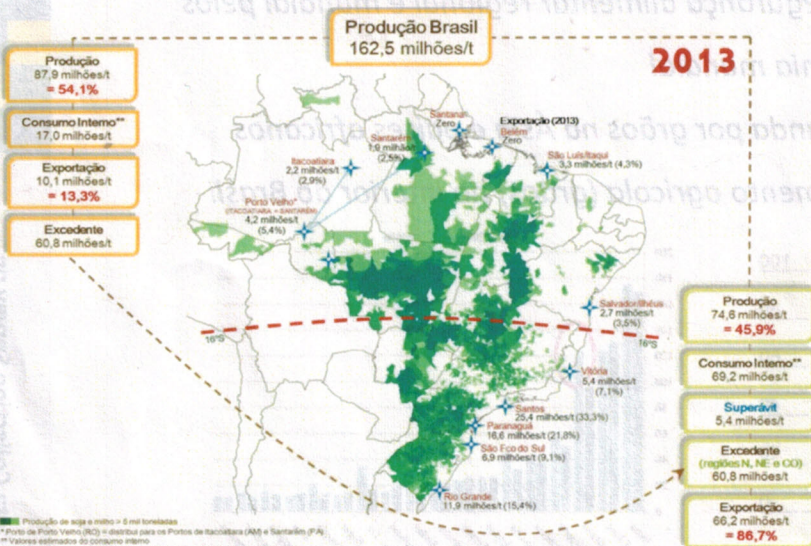 Produção Brasil
162,5 milhões/t
2013
Produção
87,9 milhões/t
= 54,1%
Consumo Interno**
17,0 milhões/t
Exportação
10,1 milhões/t
= 13,3%
Excedente
60,8 milhões/t
Santana
Zero
Exportação (2013)
Belém
Zero
Santarém
1,9 milhão/t
(2,5%)
São Luís/Itaqui
3,3 milhões/t (4,3%)
Itacoatiara
2,2 milhões/t
(2,9%)
Porto Velho*
(ITACOATIARA + SANTARÉM)
4,2 milhões/t
(5,4%)
Salvador/Ilhéus
2,7 milhões/t
(3,5%)
16ºS
16ºS
Vitória
5,4 milhões/t
(7,1%)
Santos
25,4 milhões/t (33,3%)
Paranaguá
16,6 milhões/t (21,8%)
São Fco do Sul
6,9 milhões/t (9,1%)
Rio Grande
11,9 milhões/t (15,4%)
Produção
74,6 milhões/t
= 45,9%
Consumo Interno**
69,2 milhões/t
Superávit
5,4 milhões/t
Excedente
(regiões N, NE e CO)
60,8 milhões/t
Exportação
66,2 milhões/t
= 86,7%
Produção de soja e milho > 5 mil toneladas
* Porto de Porto Velho (RO) = distribui para os Portos de Itacoatiara (AM) e Santarém (PA)
** Valores estimados do consumo interno